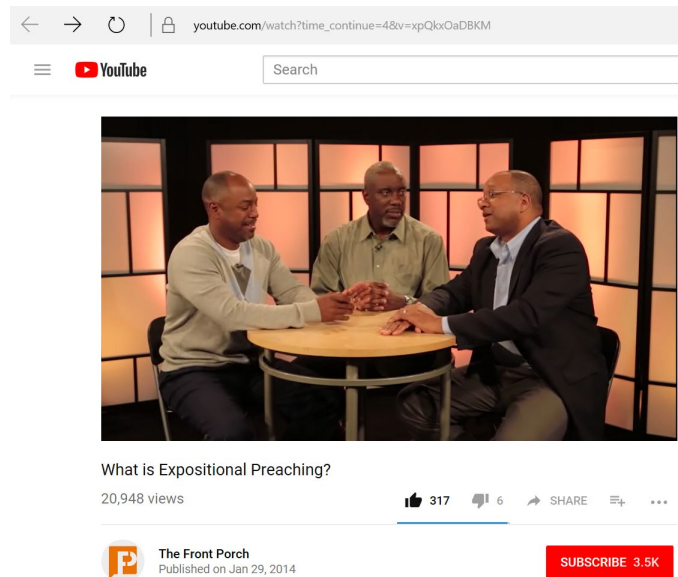 youtube.com/watch?time_continue=4&v=xpQkxOaDBKM
YouTube
Search
What is Expositional Preaching?
20,948 views
317
6
SHARE
The Front Porch
Published on Jan 29, 2014
SUBSCRIBE 3.5K